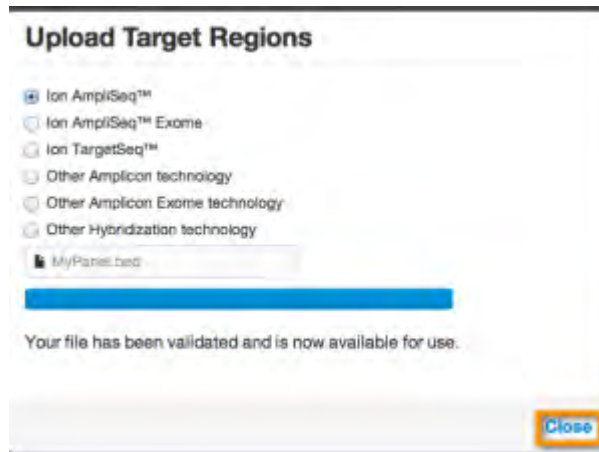 Upload Target Regions
Ion AmpliSeq™
Ion AmpliSeq™ Exome
Ion TargetSeq™
Other Amplicon technology
Other Amplicon Exome technology
Other Hybridization technology
MyPanel.bed
Your file has been validated and is now available for use.
Close